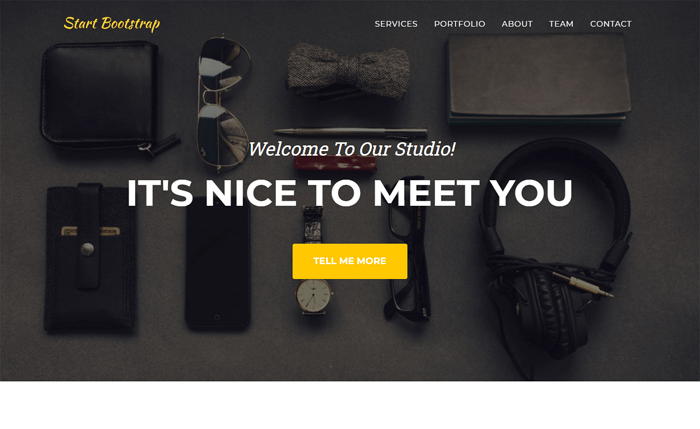 Start Bootstrap
SERVICES PORTFOLIO ABOUT TEAM CONTACT
Welcome To Our Studio!
IT'S NICE TO MEET YOU
TELL ME MORE